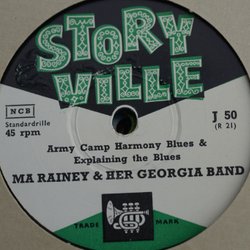 STORY
VILLE
NCB
Standardrille
45 rpm
J 50
(R 21)
Army Camp Harmony Blues &
Explaining the Blues
MA RAINEY & HER GEORGIA BAND
TRADE MARK